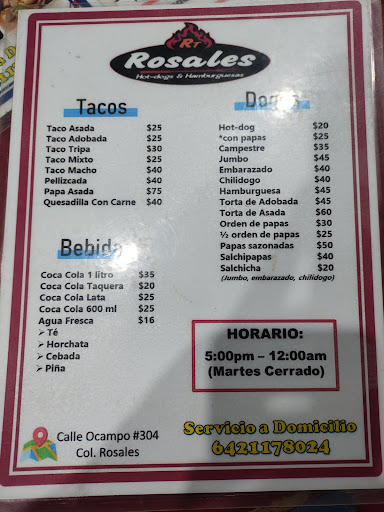 RT
Rosales
Hot-dogs & Hamburguesas
Tacos
Taco Asada $25
Taco Adobada $25
Taco Tripa $30
Taco Mixto $25
Taco Macho $40
Pellizcada $40
Papa Asada $75
Quesadilla Con Carne $40
Bebida
Coca Cola 1 litro $35
Coca Cola Taquera $20
Coca Cola Lata $25
Coca Cola 600 ml $25
Agua Fresca $16
➢ Té
➢ Horchata
➢ Cebada
➢ Piña
Hot-dog $20
*con papas $25
Campestre $35
Jumbo $45
Embarazado $40
Chilidogo $40
Hamburguesa $45
Torta de Adobada $45
Torta de Asada $60
Orden de papas $30
½ orden de papas $25
Papas sazonadas $50
Salchipapas $40
Salchicha $20
(Jumbo, embarazado, chilidogo)
HORARIO:
5:00pm – 12:00am
(Martes Cerrado)
Calle Ocampo #304
Col. Rosales
Servicio a Domicilio
6421178024